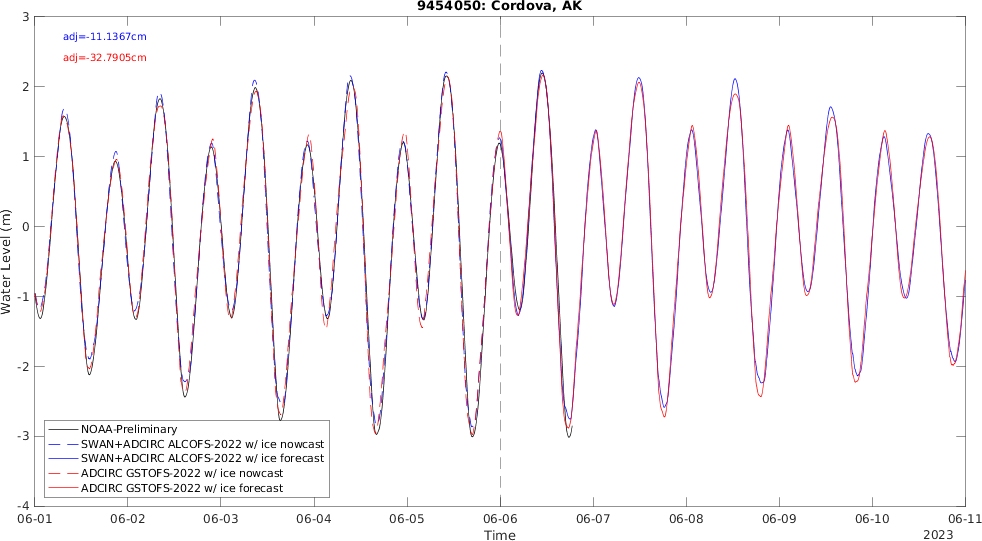 9454050: Cordova, AK
adj=-11.1367cm
adj=-32.7905cm
3
2
1
0
-1
-2
-3
-4
Water Level (m)
NOAA-Preliminary
SWAN+ADCIRC ALCOFS-2022 w/ ice nowcast
SWAN+ADCIRC ALCOFS-2022 w/ ice forecast
ADCIRC GSTOFS-2022 w/ ice nowcast
ADCIRC GSTOFS-2022 w/ ice forecast
06-01 06-02 06-03 06-04 06-05 06-06 06-07 06-08 06-09 06-10 06-11
Time
2023